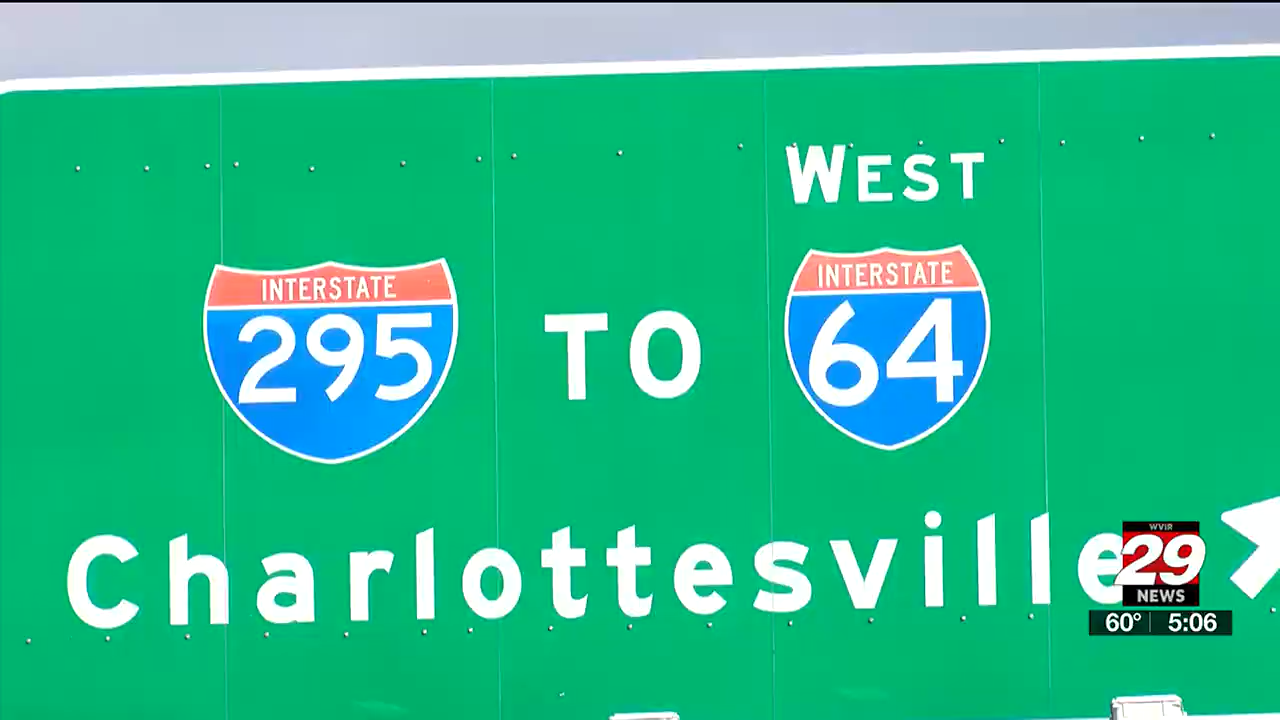 WEST
INTERSTATE INTERSTATE
295 TO 64
Charlottesville
WVIR
29
NEWS
60° 5:06